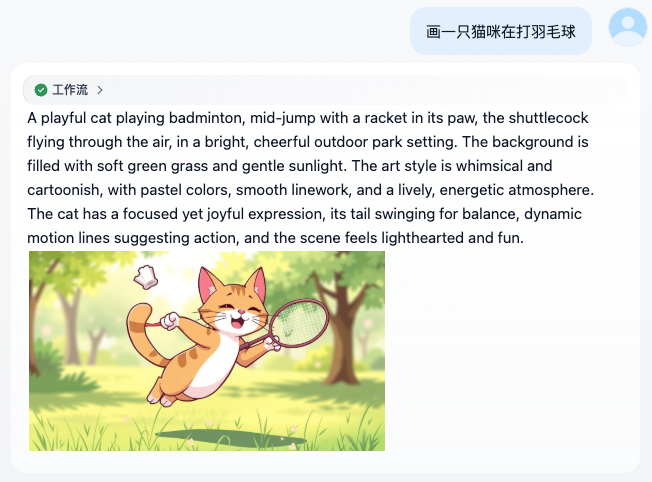 画一只猫咪在打羽毛球
工作流
A playful cat playing badminton, mid-jump with a racket in its paw, the shuttlecock
flying through the air, in a bright, cheerful outdoor park setting. The background is
filled with soft green grass and gentle sunlight. The art style is whimsical and
cartoonish, with pastel colors, smooth linework, and a lively, energetic atmosphere.
The cat has a focused yet joyful expression, its tail swinging for balance, dynamic
motion lines suggesting action, and the scene feels lighthearted and fun.